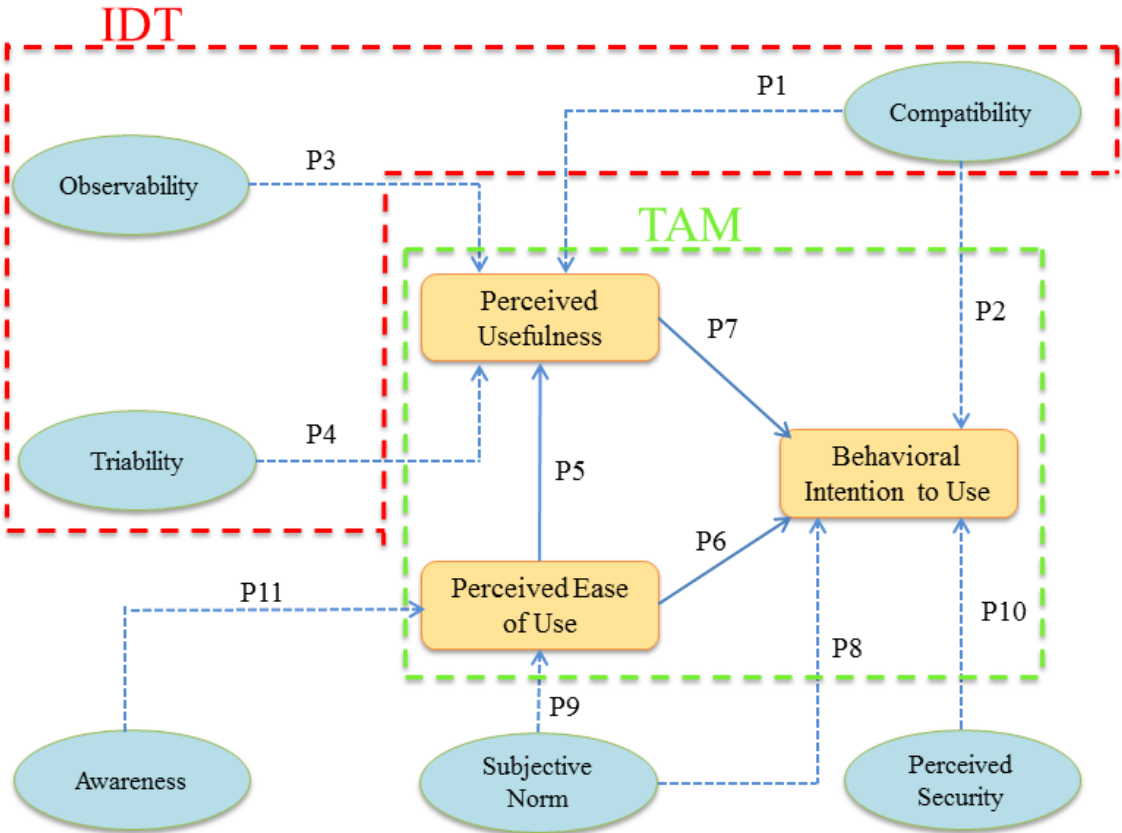 IDT
P1
Compatibility
P3
Observability
TAM
Perceived
Usefulness
P2
P7
P4
Triability
P5
Behavioral
Intention to Use
P6
Perceived Ease
of Use
P11
P10
P8
P9
Awareness
Subjective
Norm
Perceived
Security